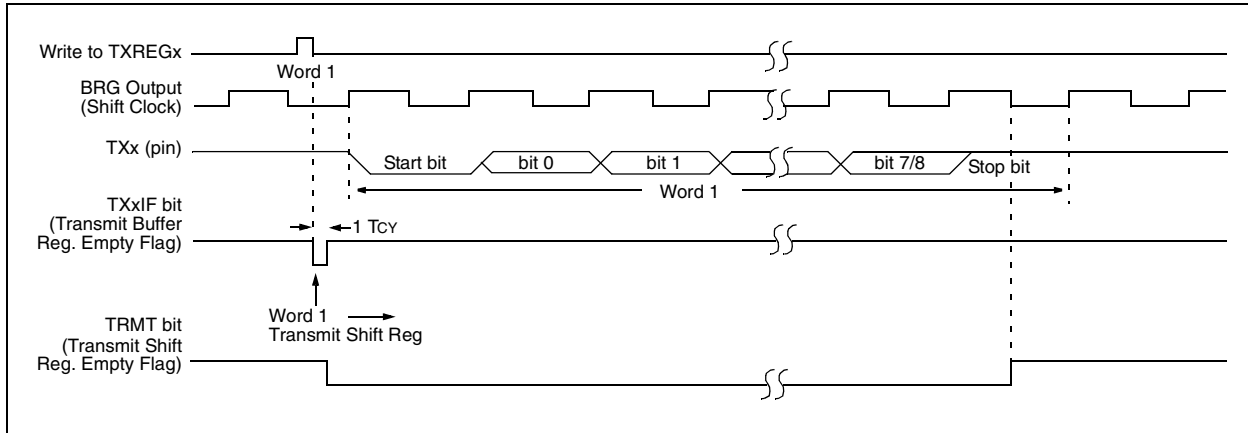 Write to TXREGx
Word 1
BRG Output
(Shift Clock)
TXx (pin)
Start bit
bit 0
bit 1
bit 7/8
Stop bit
Word 1
TXxIF bit
(Transmit Buffer
Reg. Empty Flag)
1 TCY
Word 1
Transmit Shift Reg
TRMT bit
(Transmit Shift
Reg. Empty Flag)